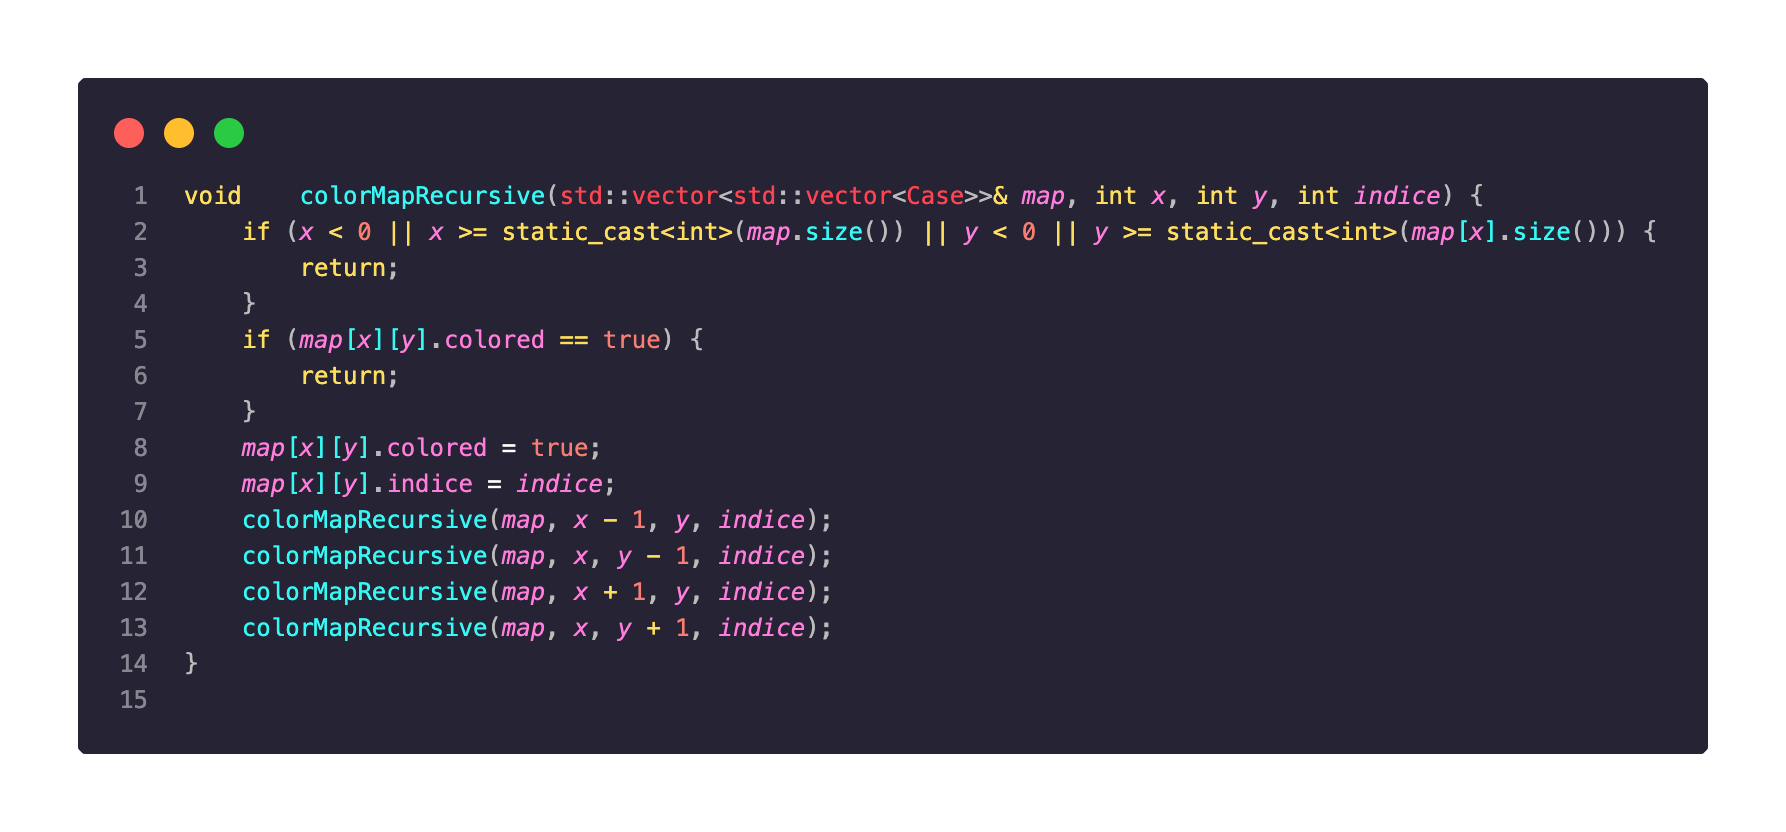 1 void    colorMapRecursive(std::vector<std::vector<Case>>& map, int x, int y, int indice) {
2     if (x < 0 || x >= static_cast<int>(map.size()) || y < 0 || y >= static_cast<int>(map[x].size())) {
3         return;
4     }
5     if (map[x][y].colored == true) {
6         return;
7     }
8     map[x][y].colored = true;
9     map[x][y].indice = indice;
10     colorMapRecursive(map, x - 1, y, indice);
11     colorMapRecursive(map, x, y - 1, indice);
12     colorMapRecursive(map, x + 1, y, indice);
13     colorMapRecursive(map, x, y + 1, indice);
14 }
15